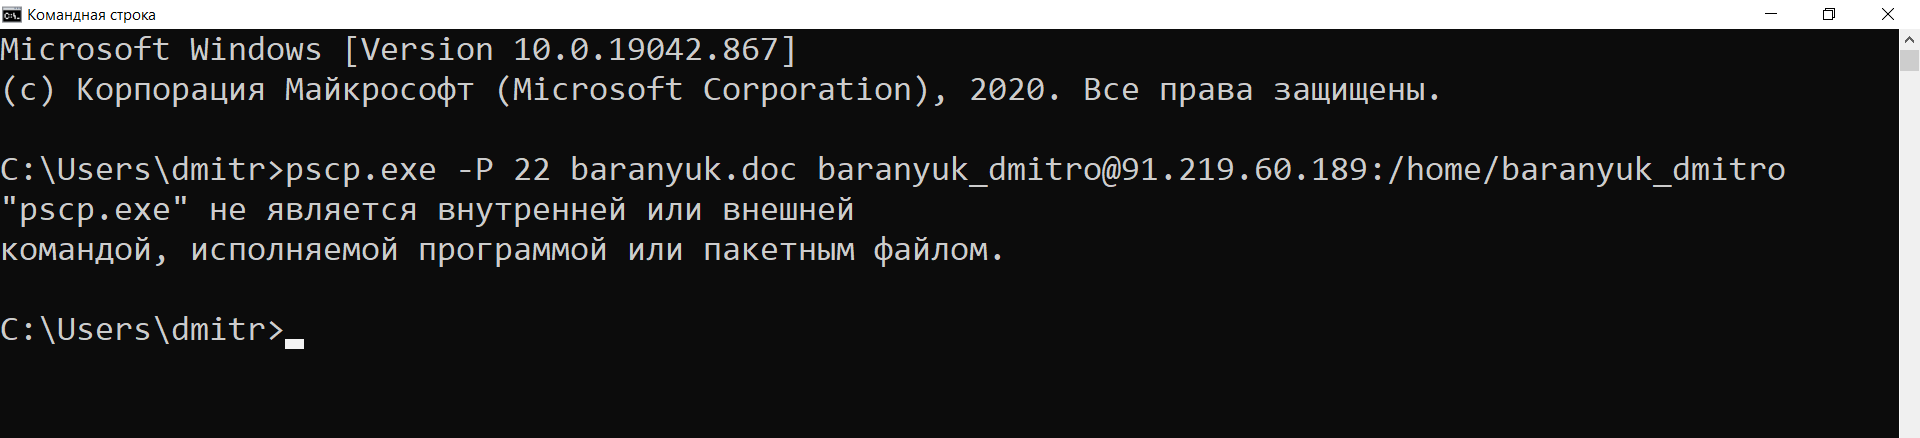 Командная строка
Microsoft Windows [Version 10.0.19042.867]
(c) Корпорация Майкрософт (Microsoft Corporation), 2020. Все права защищены.
C:\Users\dmitr>pscp.exe -P 22 baranyuk.doc baranyuk_dmitro@91.219.60.189:/home/baranyuk_dmitro
"pscp.exe" не является внутренней или внешней
командой, исполняемой программой или пакетным файлом.
C:\Users\dmitr>